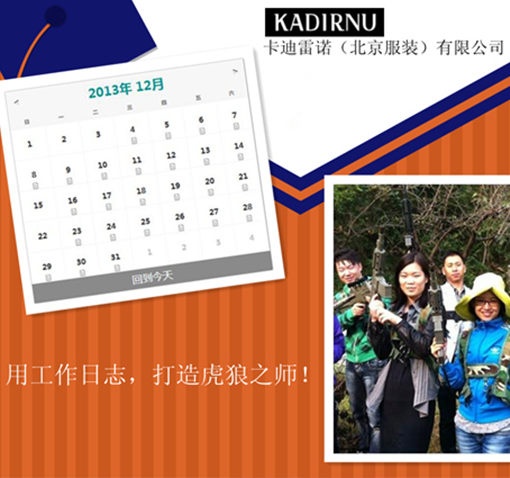 KADIRNU
卡迪雷诺（北京服装）有限公司
2013年 12月
日 一 二 三 四 五 六
1 2 3 4 5 6 7
8 9 10 11 12 13 14
15 16 17 18 19 20 21
22 23 24 25 26 27 28
29 30 31 1 2 3 4
回到今天
用工作日志，打造虎狼之师！